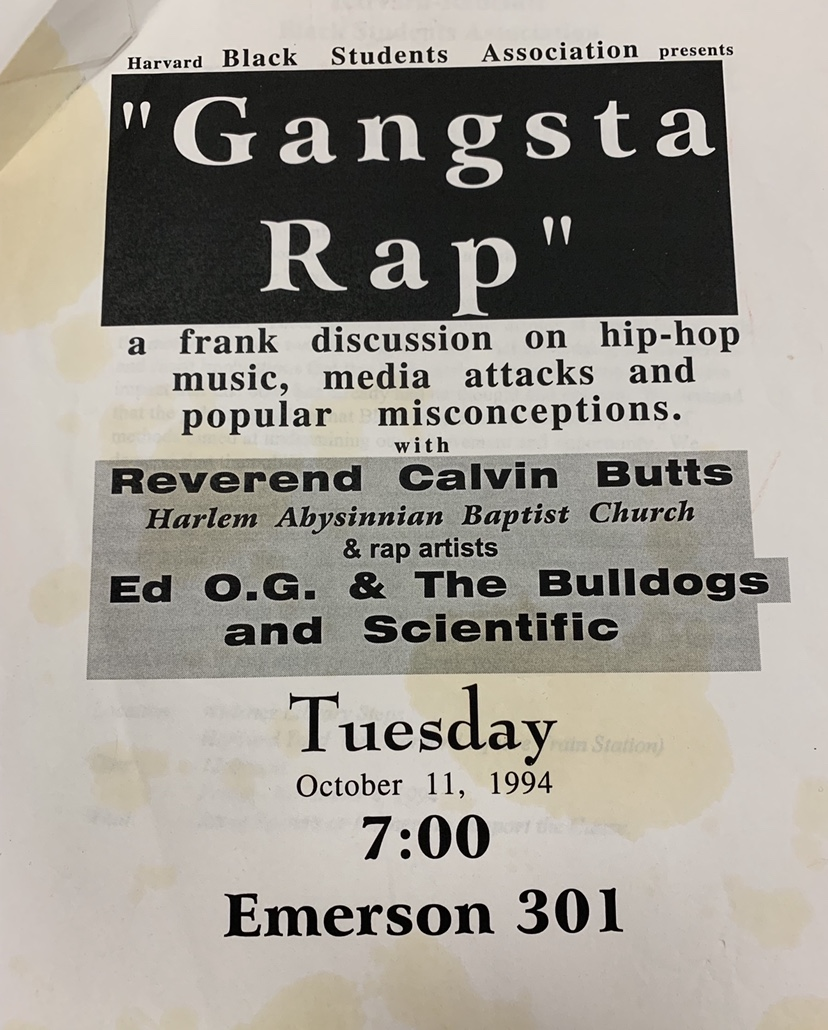 Harvard Black Students Association presents
"Gangsta
Rap"
a frank discussion on hip-hop
music, media attacks and
popular misconceptions.
with
Reverend Calvin Butts
Harlem Abysinnian Baptist Church
& rap artists
Ed O.G. & The Bulldogs
and Scientific
Tuesday
October 11, 1994
7:00
Emerson 301